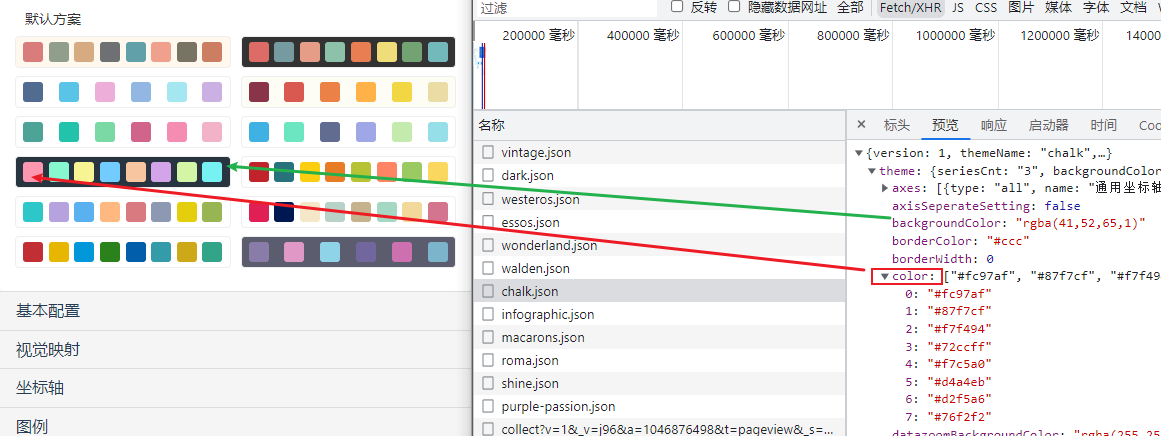 默认方案
基本配置
视觉映射
坐标轴
图例
过滤
反转
隐藏数据网址
全部
Fetch/XHR
JS
CSS
图片
媒体
字体
文档
200000 毫秒
400000 毫秒
600000 毫秒
800000 毫秒
1000000 毫秒
1200000 毫秒
14000
名称
vintage.json
dark.json
westeros.json
essos.json
wonderland.json
walden.json
chalk.json
infographic.json
macarons.json
roma.json
shine.json
purple-passion.json
collect?v=1&_v=j96&a=1046876498&t=pageview&_s=…
标头
预览
响应
启动器
时间
Coo
{version: 1, themeName: "chalk",…}
theme: {seriesCnt: "3", backgroundColor
axes: [{type: "all", name: "通用坐标轴
axisSeperateSetting: false
backgroundColor: "rgba(41,52,65,1)"
borderColor: "#ccc"
borderWidth: 0
color: ["#fc97af", "#87f7cf", "#f7f49
0: "#fc97af"
1: "#87f7cf"
2: "#f7f494"
3: "#72ccff"
4: "#f7c5a0"
5: "#d4a4eb"
6: "#d2f5a6"
7: "#76f2f2"
datazoomBackgroundColor: "rgba(255,25